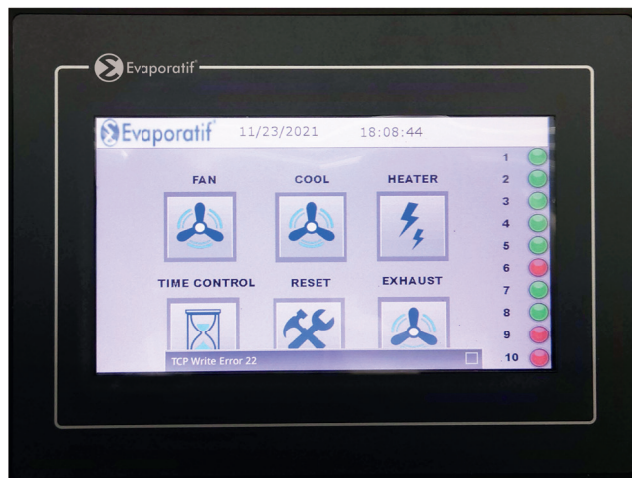 Evaporatif
Evaporatif 11/23/2021 18:08:44
1
FAN COOL HEATER 2
3
4
5
6
TIME CONTROL RESET EXHAUST 7
8
9
TCP Write Error 22 10